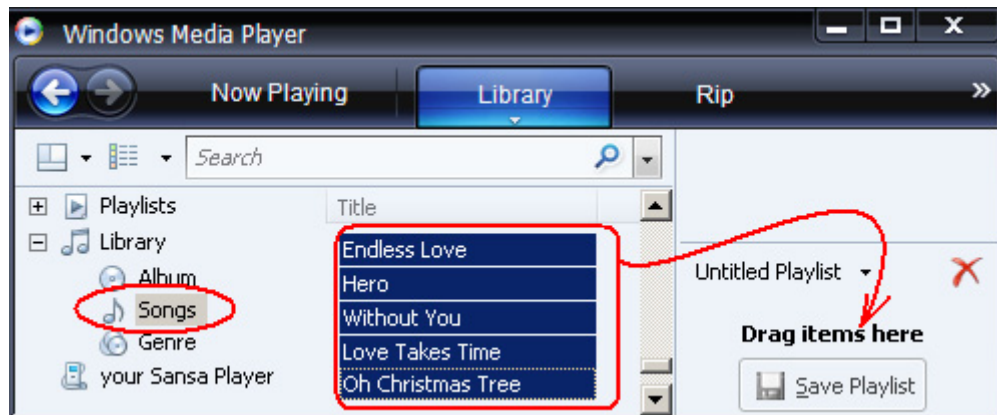 Windows Media Player
Now Playing Library Rip »
Search
Playlists
Library
Album
Songs
Genre
your Sansa Player
Title
Endless Love
Hero
Without You
Love Takes Time
Oh Christmas Tree
Untitled Playlist
Drag items here
Save Playlist